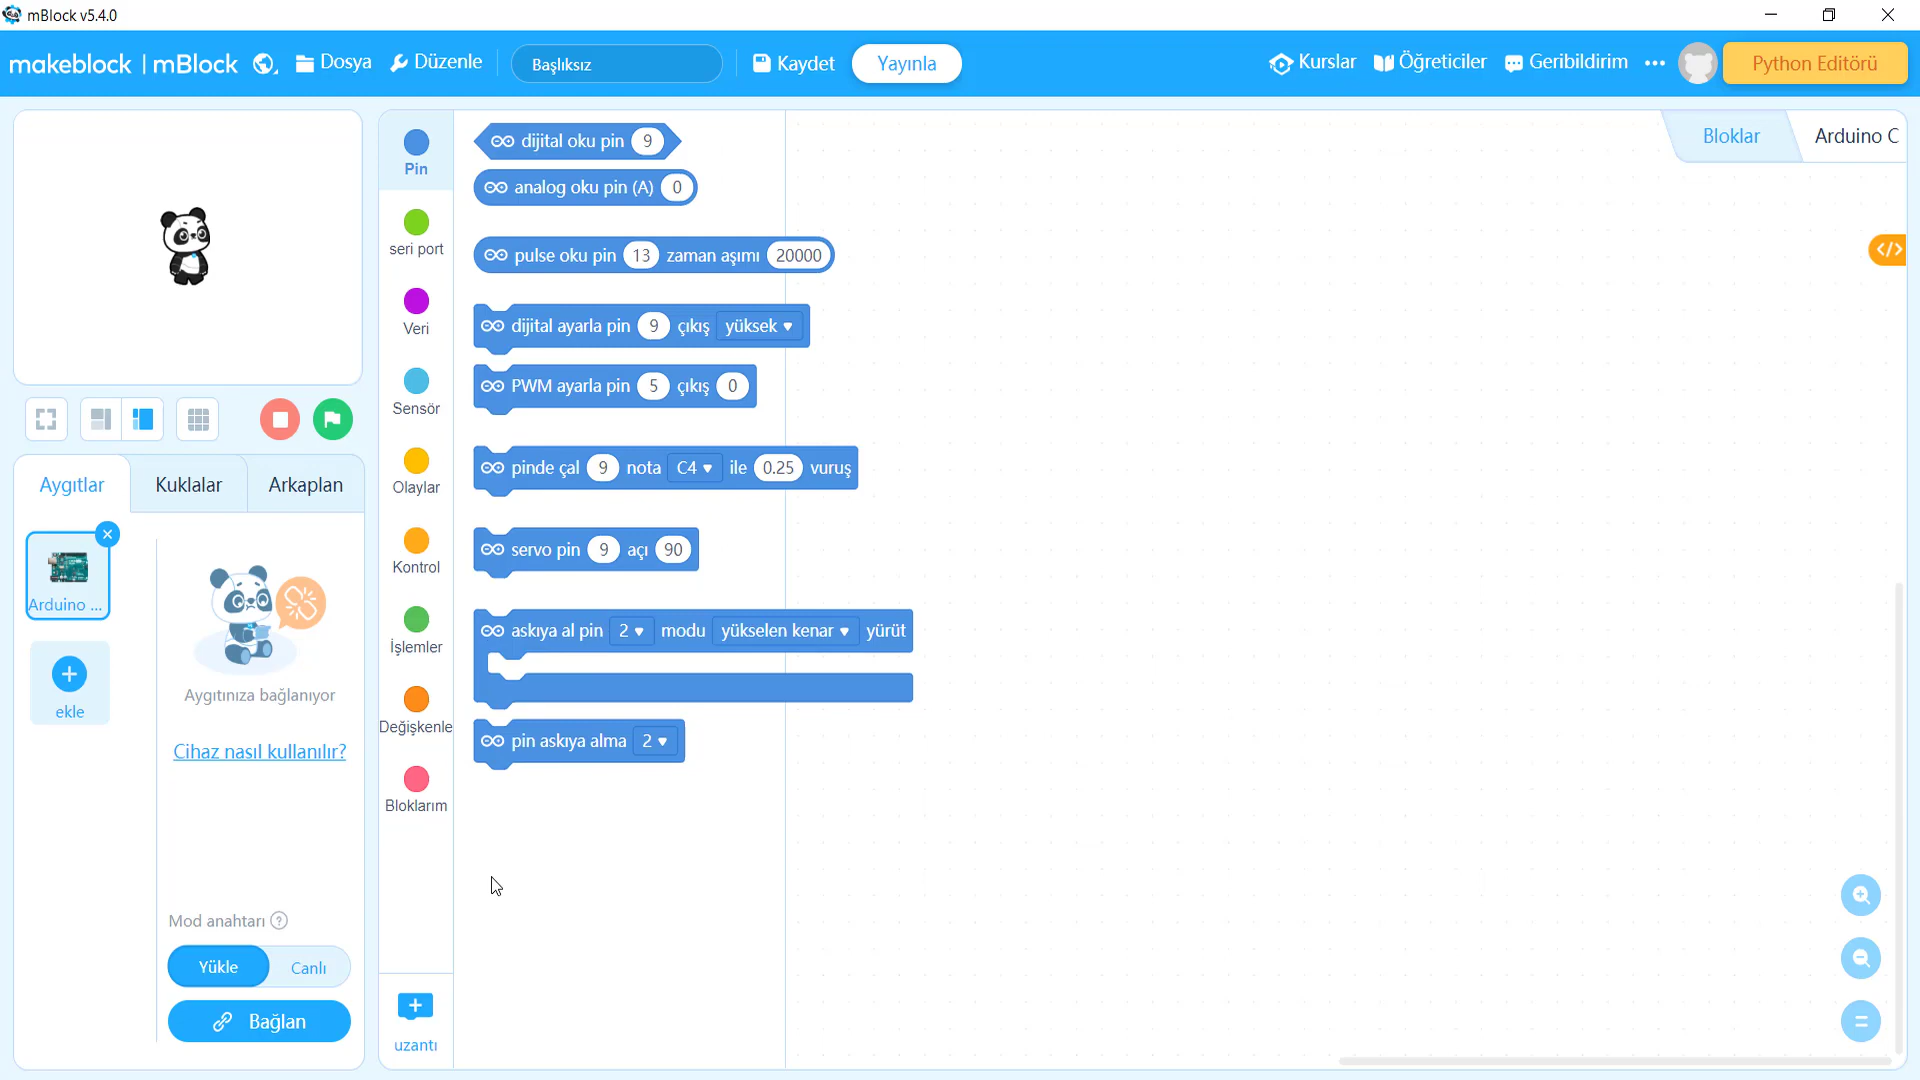 mBlock v5.4.0
makeblock | mBlock Dosya Düzenle Başlıksız Kaydet Yayınla Kurslar Öğreticiler Geribildirim Python Editörü
Bloklar Arduino C
Pin
seri port
Veri
Sensör
Olaylar
Kontrol
İşlemler
Değişkenle
Bloklarım
uzantı
dijital oku pin 9
analog oku pin (A) 0
pulse oku pin 13 zaman aşımı 20000
dijital ayarla pin 9 çıkış yüksek
PWM ayarla pin 5 çıkış 0
pinde çal 9 nota C4 ile 0.25 vuruş
servo pin 9 açı 90
askıya al pin 2 modu yükselen kenar yürüt
pin askıya alma 2
Aygıtlar Kuklalar Arkaplan
Arduino ...
ekle
Aygıtınıza bağlanıyor
Cihaz nasıl kullanılır?
Mod anahtarı ?
Yükle Canlı
Bağlan